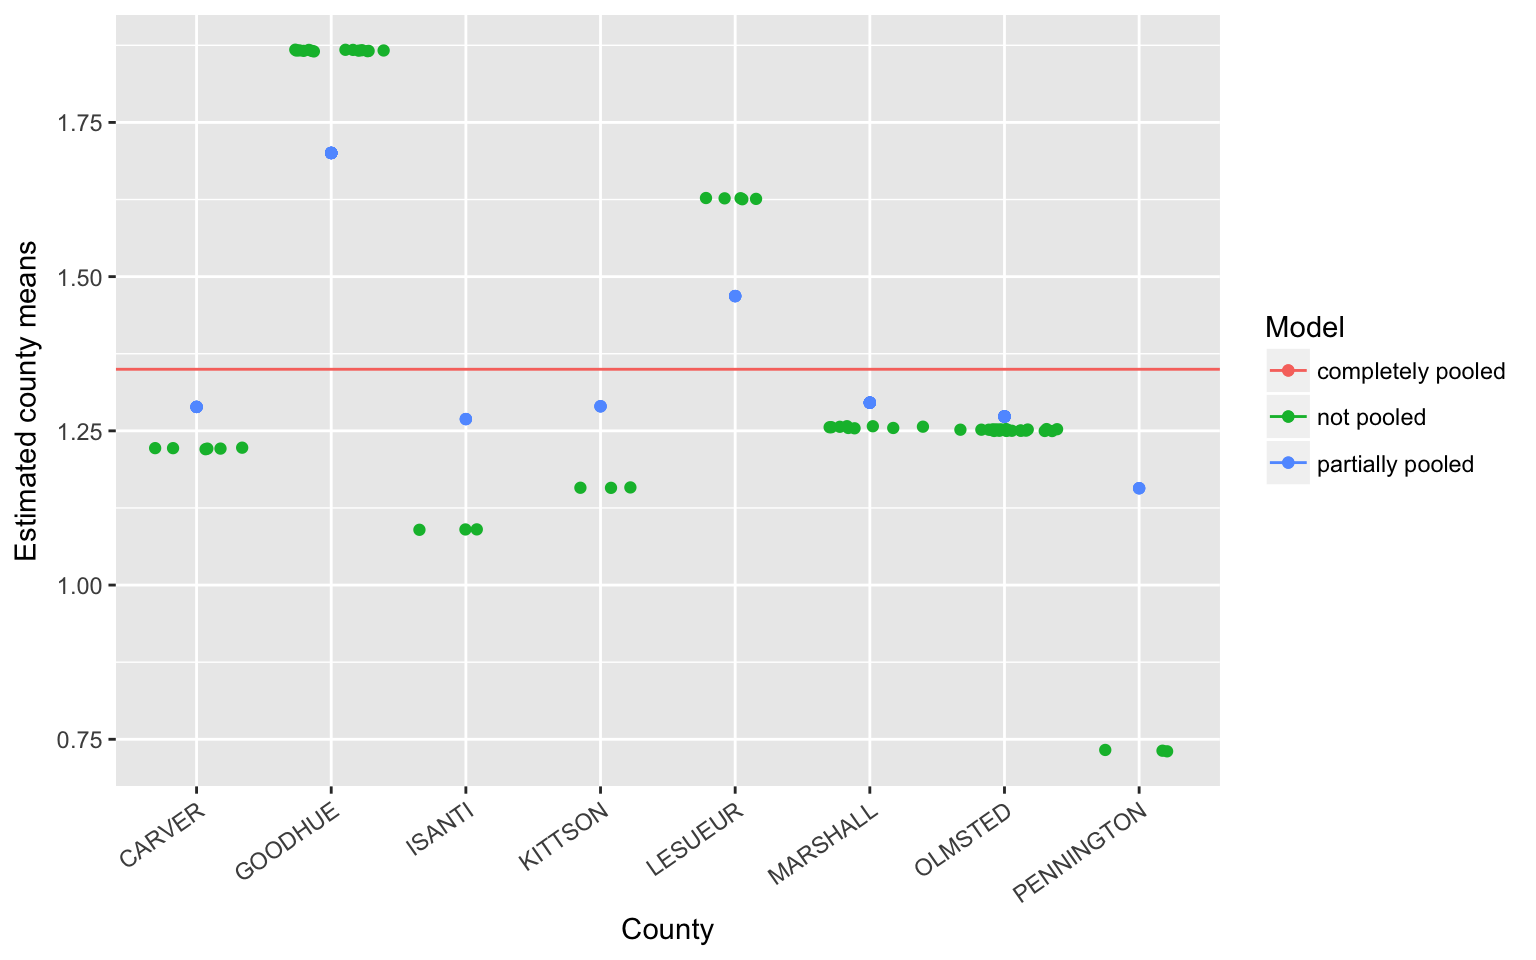 Estimated county means
1.75
1.50
1.25
1.00
0.75
CARVER
GOODHUE
ISANTI
KITTSON
LESUEUR
MARSHALL
OLMSTED
PENNINGTON
County
Model
completely pooled
not pooled
partially pooled